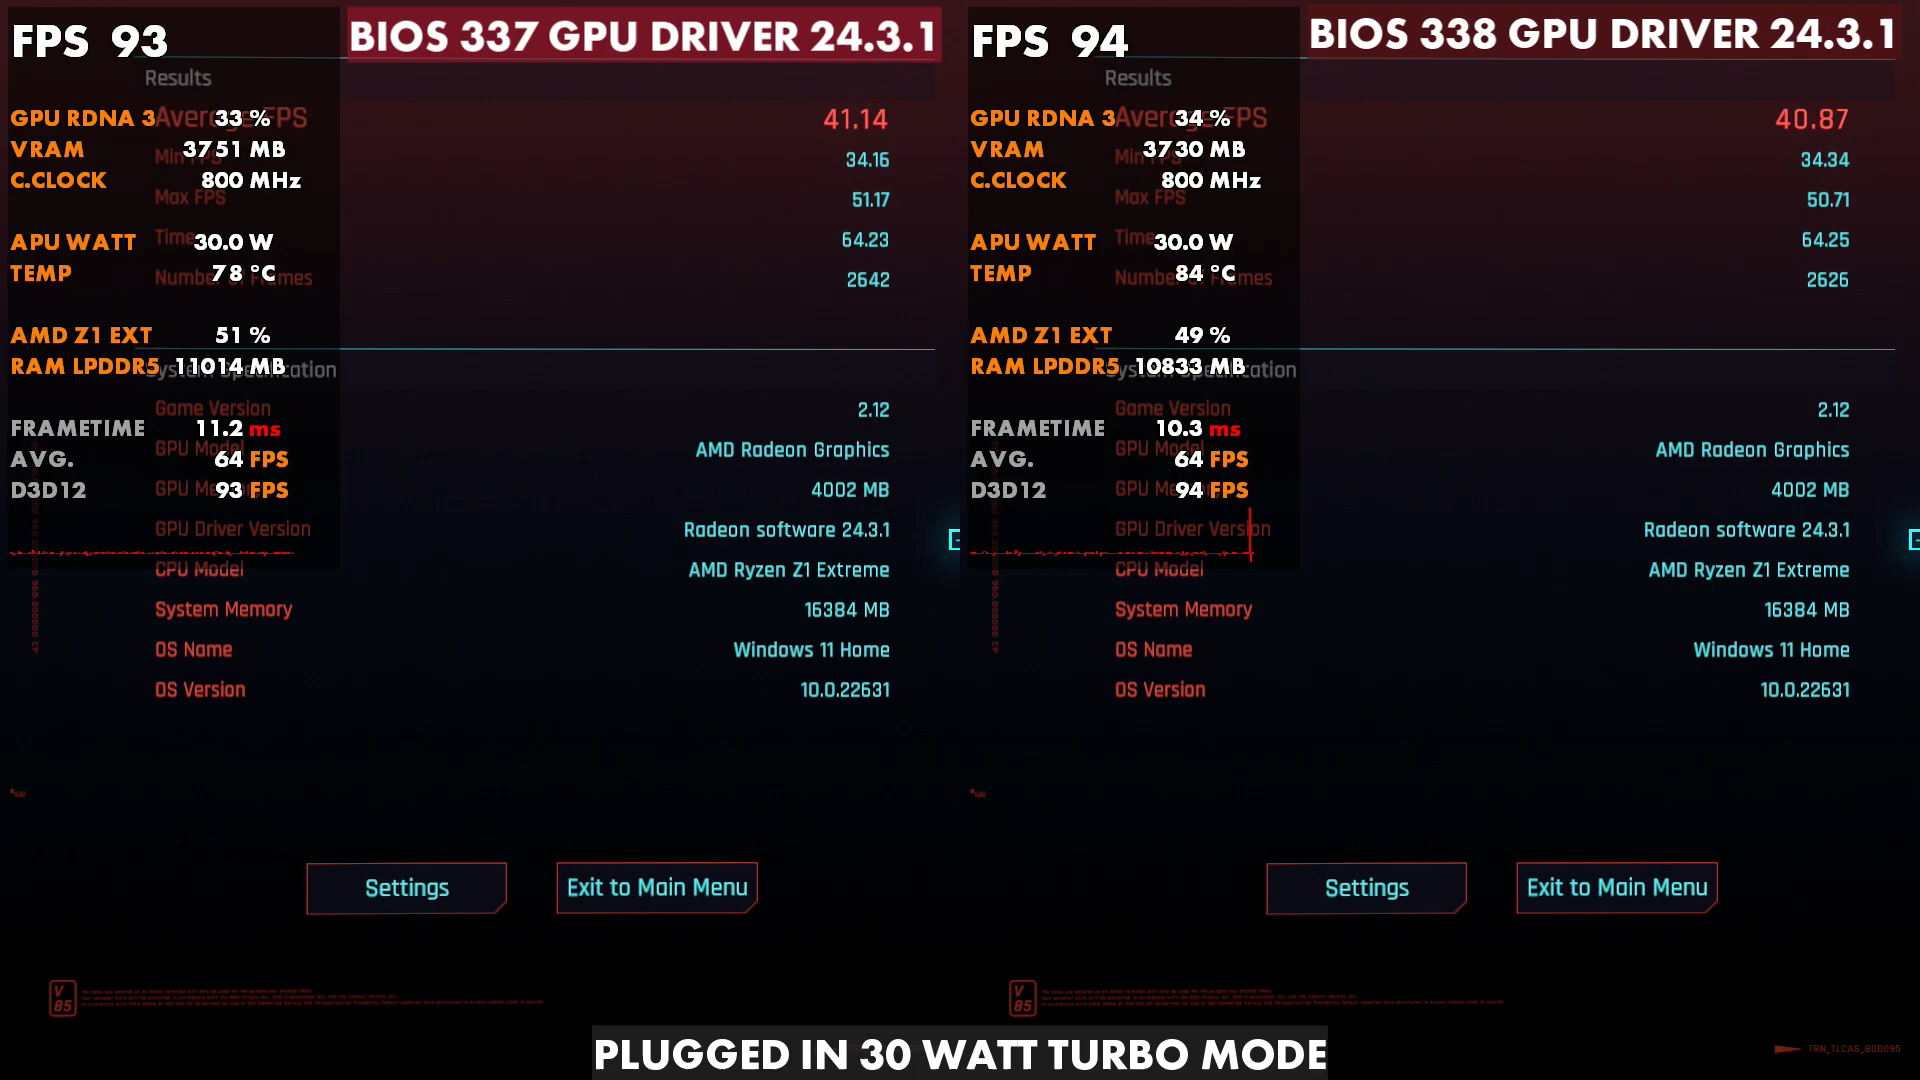 FPS 93
BIOS 337 GPU DRIVER 24.3.1
Results
GPU RDNA 3 33 %
Average FPS 41.14
VRAM 3751 MB
Min FPS 34.16
C.CLOCK 800 MHz
Max FPS 51.17
APU WATT 30.0 W
Time 64.23
TEMP 78 °C
Number of Frames 2642
AMD Z1 EXT 51 %
RAM LPDDR5 11014 MB
System Specification
Game Version 2.12
FRAMETIME 11.2 ms
GPU Model AMD Radeon Graphics
AVG. 64 FPS
GPU Memory 4002 MB
D3D12 93 FPS
GPU Driver Version Radeon software 24.3.1
CPU Model AMD Ryzen Z1 Extreme
System Memory 16384 MB
OS Name Windows 11 Home
OS Version 10.0.22631
Settings
Exit to Main Menu
V
85
FPS 94
BIOS 338 GPU DRIVER 24.3.1
Results
GPU RDNA 3 34 %
Average FPS 40.87
VRAM 3730 MB
Min FPS 34.34
C.CLOCK 800 MHz
Max FPS 50.71
APU WATT 30.0 W
Time 64.25
TEMP 84 °C
Number of Frames 2626
AMD Z1 EXT 49 %
RAM LPDDR5 10833 MB
System Specification
Game Version 2.12
FRAMETIME 10.3 ms
GPU Model AMD Radeon Graphics
AVG. 64 FPS
GPU Memory 4002 MB
D3D12 94 FPS
GPU Driver Version Radeon software 24.3.1
CPU Model AMD Ryzen Z1 Extreme
System Memory 16384 MB
OS Name Windows 11 Home
OS Version 10.0.22631
Settings
Exit to Main Menu
V
85
TRN_TLCAS_800095
PLUGGED IN 30 WATT TURBO MODE